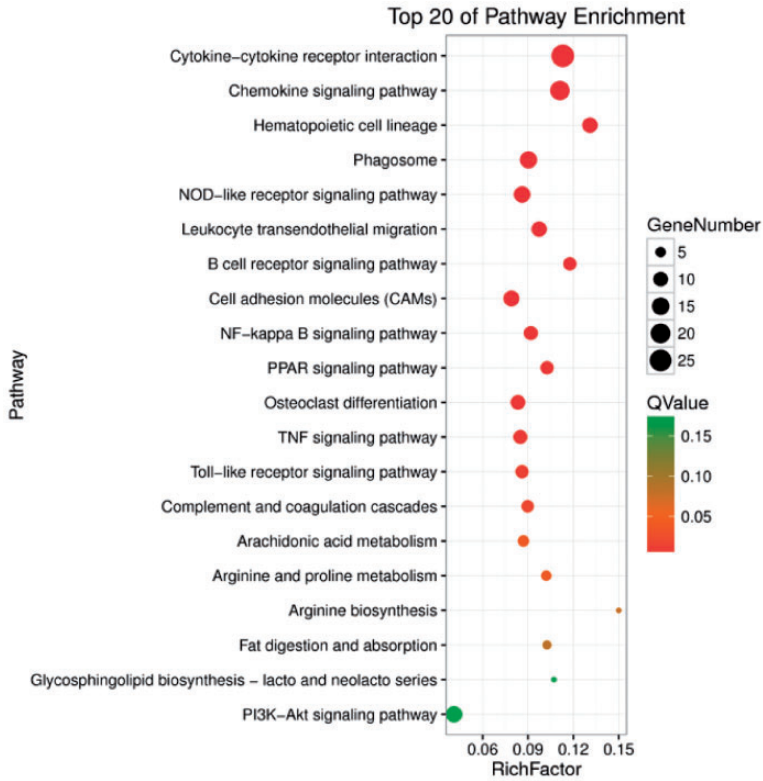 Top 20 of Pathway Enrichment
Cytokine−cytokine receptor interaction
Chemokine signaling pathway
Hematopoietic cell lineage
Phagosome
NOD−like receptor signaling pathway
Leukocyte transendothelial migration
B cell receptor signaling pathway
Cell adhesion molecules (CAMs)
NF−kappa B signaling pathway
PPAR signaling pathway
Osteoclast differentiation
TNF signaling pathway
Toll−like receptor signaling pathway
Complement and coagulation cascades
Arachidonic acid metabolism
Arginine and proline metabolism
Arginine biosynthesis
Fat digestion and absorption
Glycosphingolipid biosynthesis − lacto and neolacto series
PI3K−Akt signaling pathway
Pathway
0.06 0.09 0.12 0.15
RichFactor
GeneNumber
5
10
15
20
25
QValue
0.15
0.10
0.05